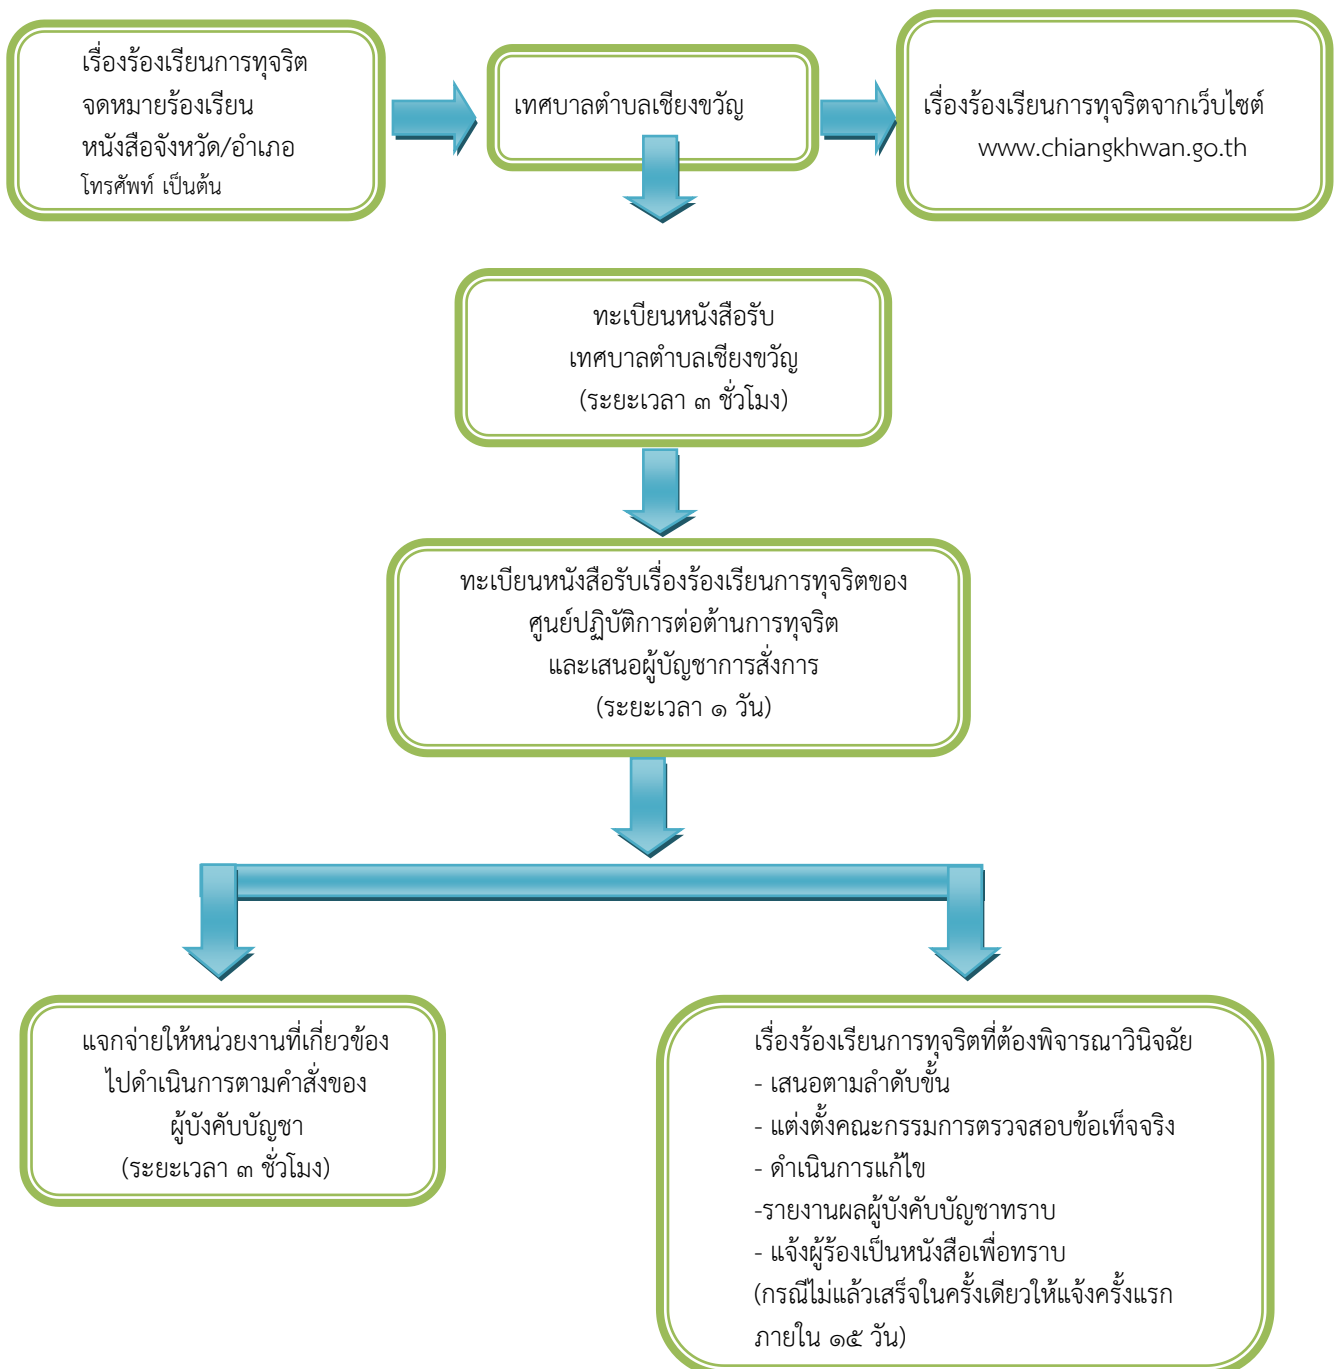 เรื่องร้องเรียนการทุจริต
จดหมายร้องเรียน
หนังสือจังหวัด/อำเภอ
โทรศัพท์ เป็นต้น
เทศบาลตำบลเชียงขวัญ
เรื่องร้องเรียนการทุจริตจากเว็บไซต์
www.chiangkhwan.go.th
ทะเบียนหนังสือรับ
เทศบาลตำบลเชียงขวัญ
(ระยะเวลา ๓ ชั่วโมง)
ทะเบียนหนังสือรับเรื่องร้องเรียนการทุจริตของ
ศูนย์ปฏิบัติการต่อต้านการทุจริต
และเสนอผู้บัญชาการสั่งการ
(ระยะเวลา ๑ วัน)
แจกจ่ายให้หน่วยงานที่เกี่ยวข้อง
ไปดำเนินการตามคำสั่งของ
ผู้บังคับบัญชา
(ระยะเวลา ๓ ชั่วโมง)
เรื่องร้องเรียนการทุจริตที่ต้องพิจารณาวินิจฉัย
- เสนอตามลำดับขั้น
- แต่งตั้งคณะกรรมการตรวจสอบข้อเท็จจริง
- ดำเนินการแก้ไข
-รายงานผลผู้บังคับบัญชาทราบ
- แจ้งผู้ร้องเป็นหนังสือเพื่อทราบ
(กรณีไม่แล้วเสร็จในครั้งเดียวให้แจ้งครั้งแรก
ภายใน ๑๕ วัน)